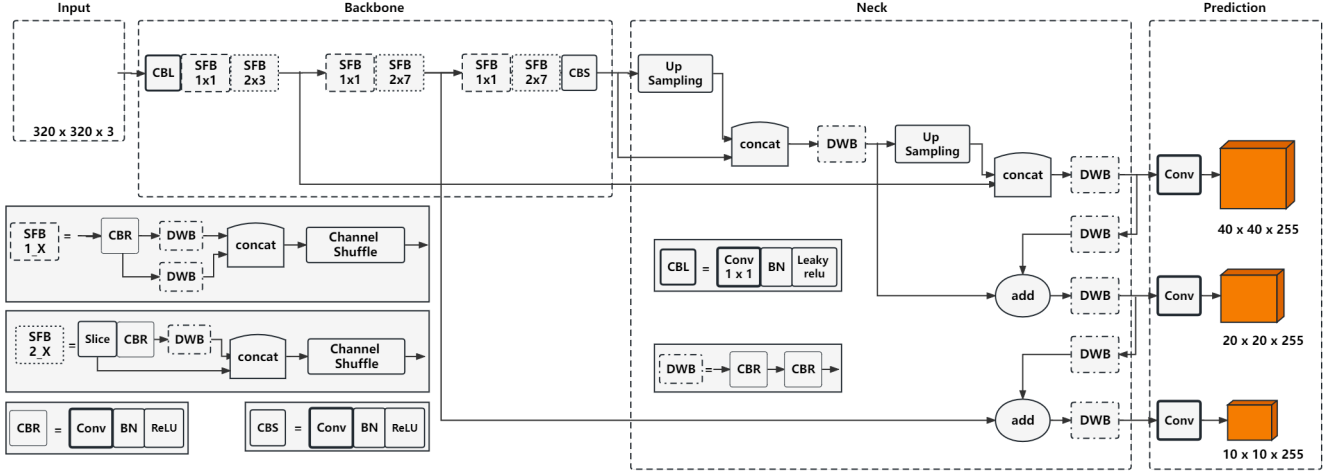 Input
Backbone
Neck
Prediction
320 x 320 x 3
CBL
SFB
1x1
SFB
2x3
SFB
1x1
SFB
2x7
SFB
1x1
SFB
2x7
CBS
Up
Sampling
concat
DWB
Up
Sampling
concat
DWB
Conv
40 x 40 x 255
DWB
add
DWB
Conv
20 x 20 x 255
DWB
add
DWB
Conv
10 x 10 x 255
SFB
1_X
=
CBR
DWB
DWB
concat
Channel
Shuffle
SFB
2_X
=
Slice
CBR
DWB
concat
Channel
Shuffle
CBR
=
Conv
BN
ReLU
CBS
=
Conv
BN
ReLU
CBL
=
Conv
1 x 1
BN
Leaky
relu
DWB
=
CBR
CBR